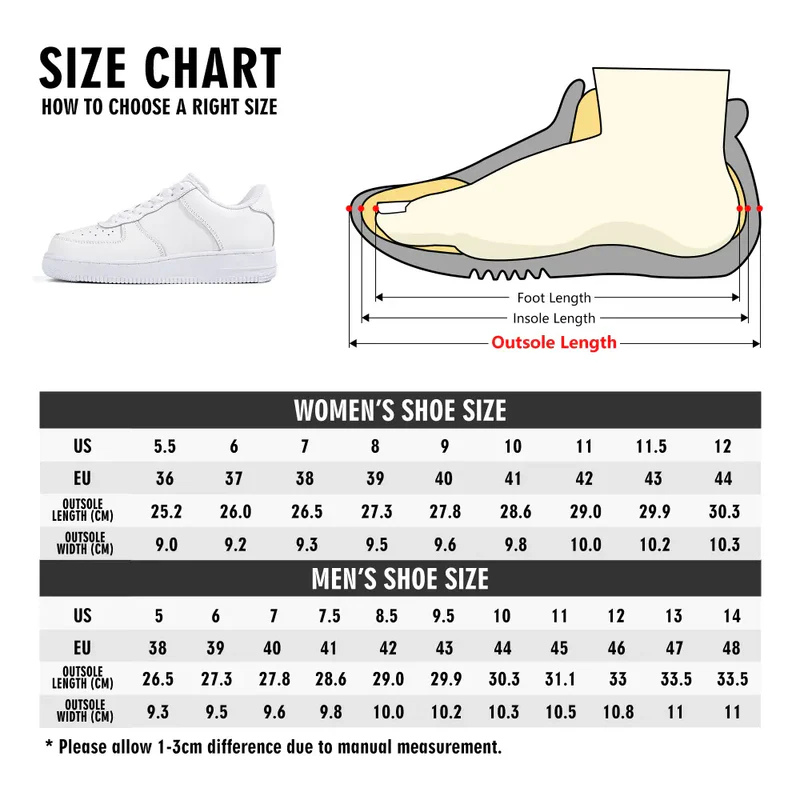 SIZE CHART
HOW TO CHOOSE A RIGHT SIZE
Foot Length
Insole Length
Outsole Length
WOMEN'S SHOE SIZE
US 5.5 6 7 8 9 10 11 11.5 12
EU 36 37 38 39 40 41 42 43 44
OUTSOLE
LENGTH (CM) 25.2 26.0 26.5 27.3 27.8 28.6 29.0 29.9 30.3
OUTSOLE
WIDTH (CM) 9.0 9.2 9.3 9.5 9.6 9.8 10.0 10.2 10.3
MEN'S SHOE SIZE
US 5 6 7 7.5 8.5 9.5 10 11 12 13 14
EU 38 39 40 41 42 43 44 45 46 47 48
OUTSOLE
LENGTH (CM) 26.5 27.3 27.8 28.6 29.0 29.9 30.3 31.1 33 33.5 33.5
OUTSOLE
WIDTH (CM) 9.3 9.5 9.6 9.8 10.0 10.2 10.3 10.5 10.8 11 11
* Please allow 1-3cm difference due to manual measurement.